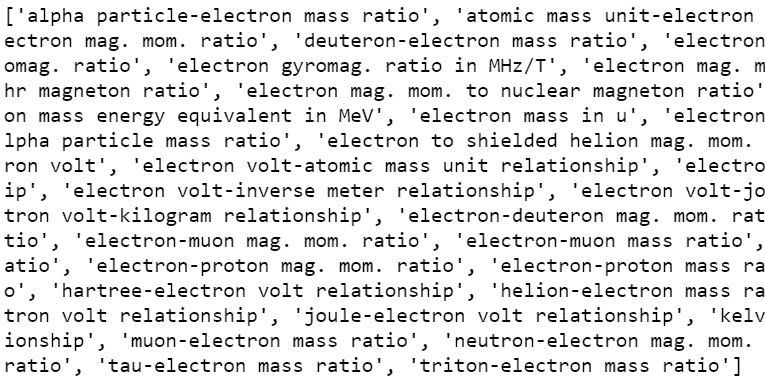 ['alpha particle-electron mass ratio', 'atomic mass unit-electron
ectron mag. mom. ratio', 'deuteron-electron mass ratio', 'electron
omag. ratio', 'electron gyromag. ratio in MHz/T', 'electron mag. m
hr magneton ratio', 'electron mag. mom. to nuclear magneton ratio'
on mass energy equivalent in MeV', 'electron mass in u', 'electron
lpha particle mass ratio', 'electron to shielded helion mag. mom.
ron volt', 'electron volt-atomic mass unit relationship', 'electro
ip', 'electron volt-inverse meter relationship', 'electron volt-jo
tron volt-kilogram relationship', 'electron-deuteron mag. mom. rat
tio', 'electron-muon mag. mom. ratio', 'electron-muon mass ratio',
atio', 'electron-proton mag. mom. ratio', 'electron-proton mass ra
o', 'hartree-electron volt relationship', 'helion-electron mass ra
tron volt relationship', 'joule-electron volt relationship', 'kelv
ionship', 'muon-electron mass ratio', 'neutron-electron mag. mom.
ratio', 'tau-electron mass ratio', 'triton-electron mass ratio']